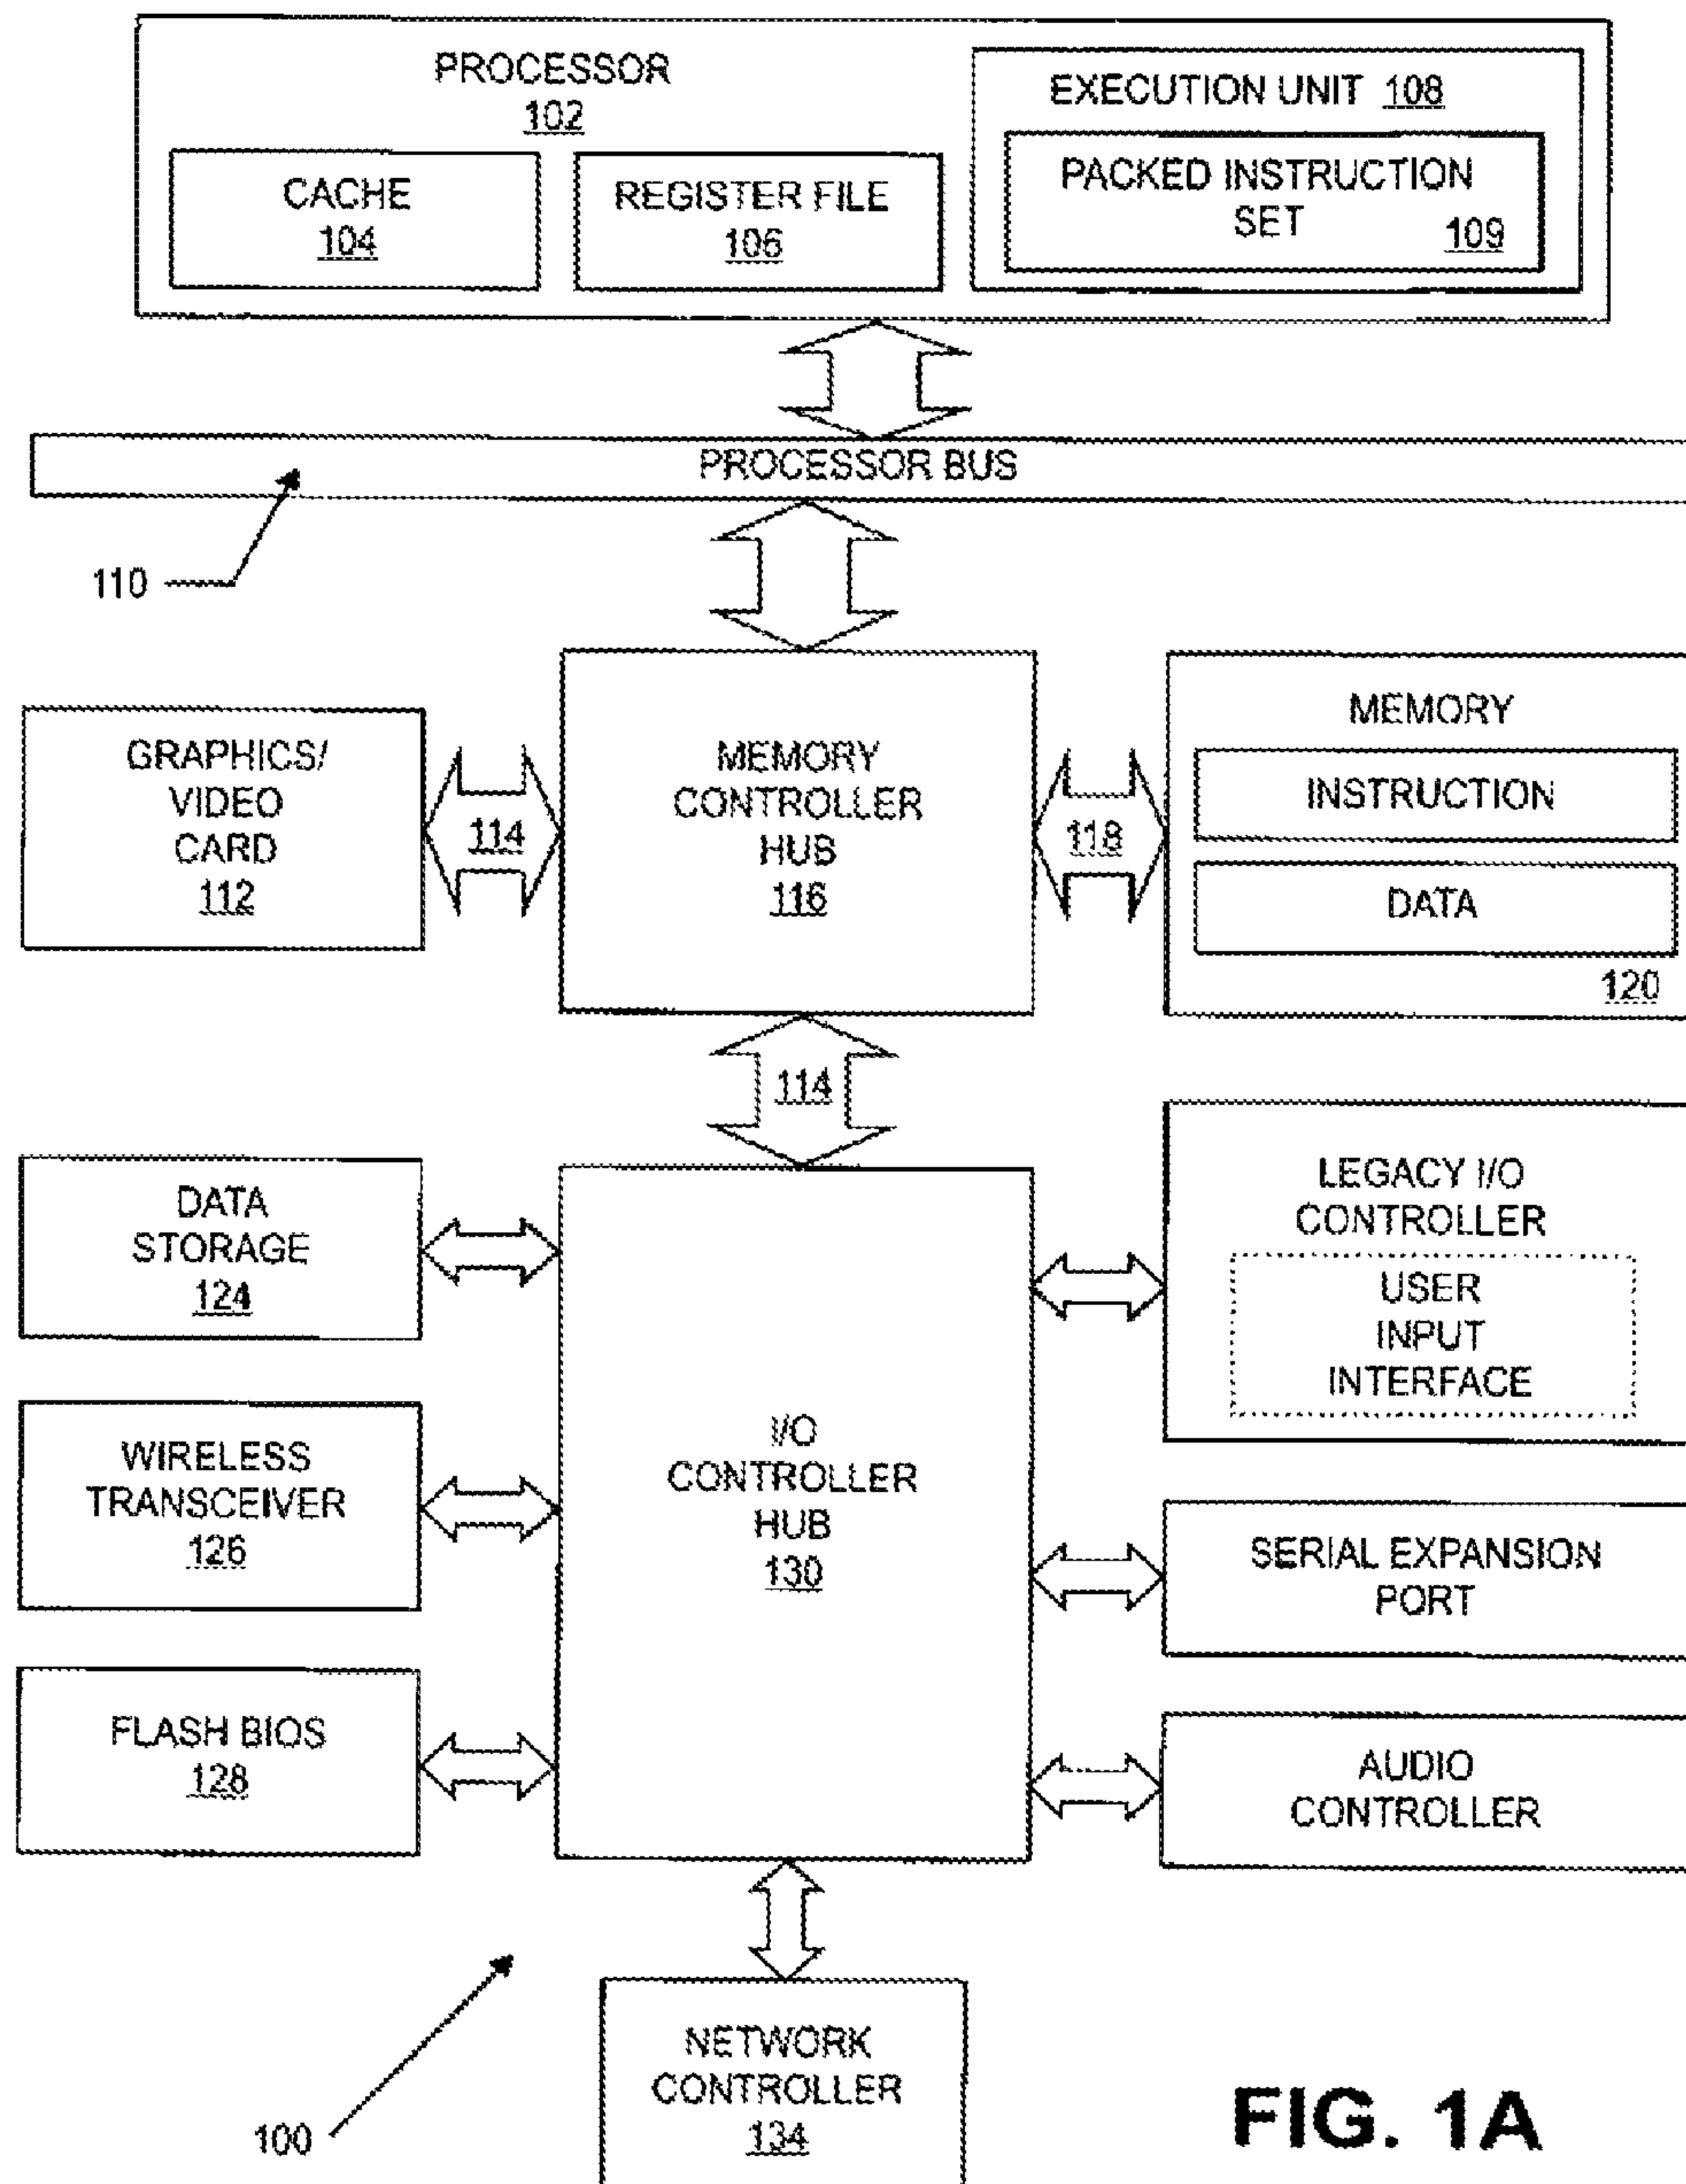 PROCESSOR
102
CACHE
104
REGISTER FILE
106
EXECUTION UNIT 108
PACKED INSTRUCTION
SET
109
PROCESSOR BUS
110
GRAPHICS/
VIDEO
CARD
112
114
MEMORY
CONTROLLER
HUB
116
118
MEMORY
INSTRUCTION
DATA
120
114
DATA
STORAGE
124
WIRELESS
TRANSCEIVER
126
FLASH BIOS
128
I/O
CONTROLLER
HUB
130
LEGACY I/O
CONTROLLER
USER
INPUT
INTERFACE
SERIAL EXPANSION
PORT
AUDIO
CONTROLLER
NETWORK
CONTROLLER
134
100
FIG. 1A